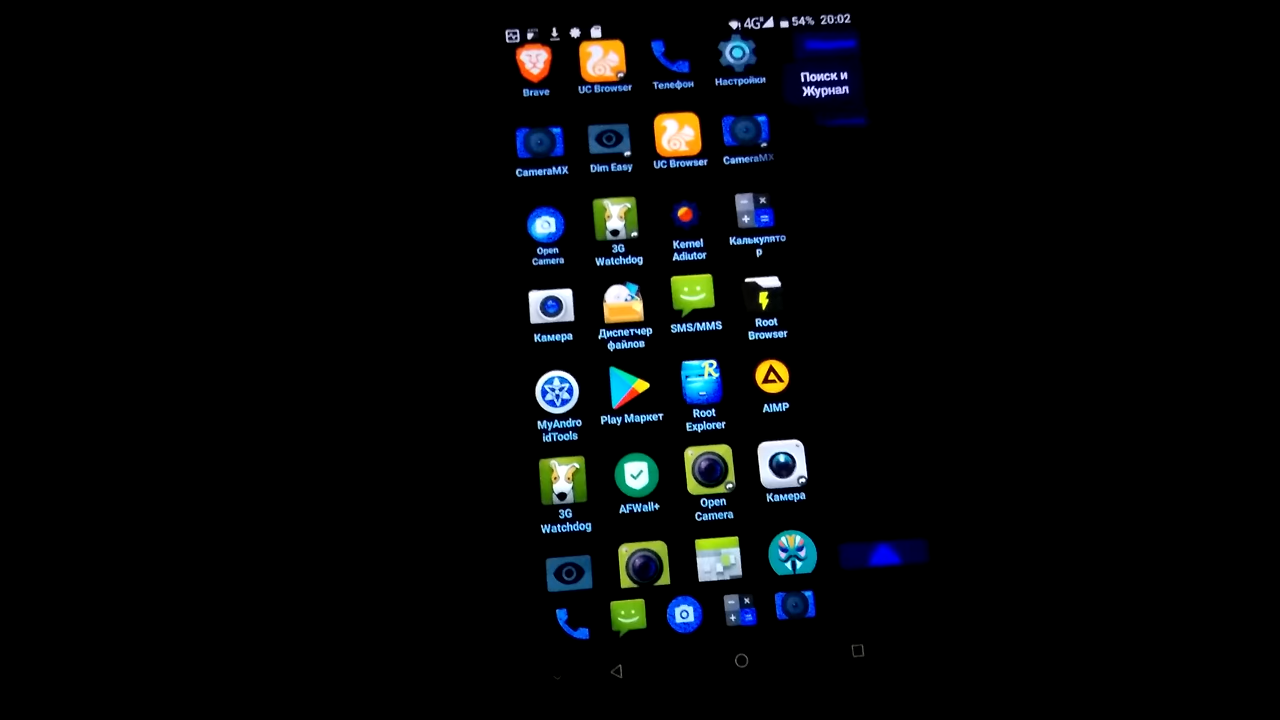 4G 54% 20:02
Brave
UC Browser
Телефон
Настройки
Поиск и
Журнал
CameraMX
Dim Easy
UC Browser
CameraMX
Open
Camera
3G
Watchdog
Kernel
Adiutor
Калькулято
р
Камера
Диспетчер
файлов
SMS/MMS
Root
Browser
MyAndro
idTools
Play Маркет
R
Root
Explorer
AIMP
3G
Watchdog
AFWall+
Open
Camera
Камера